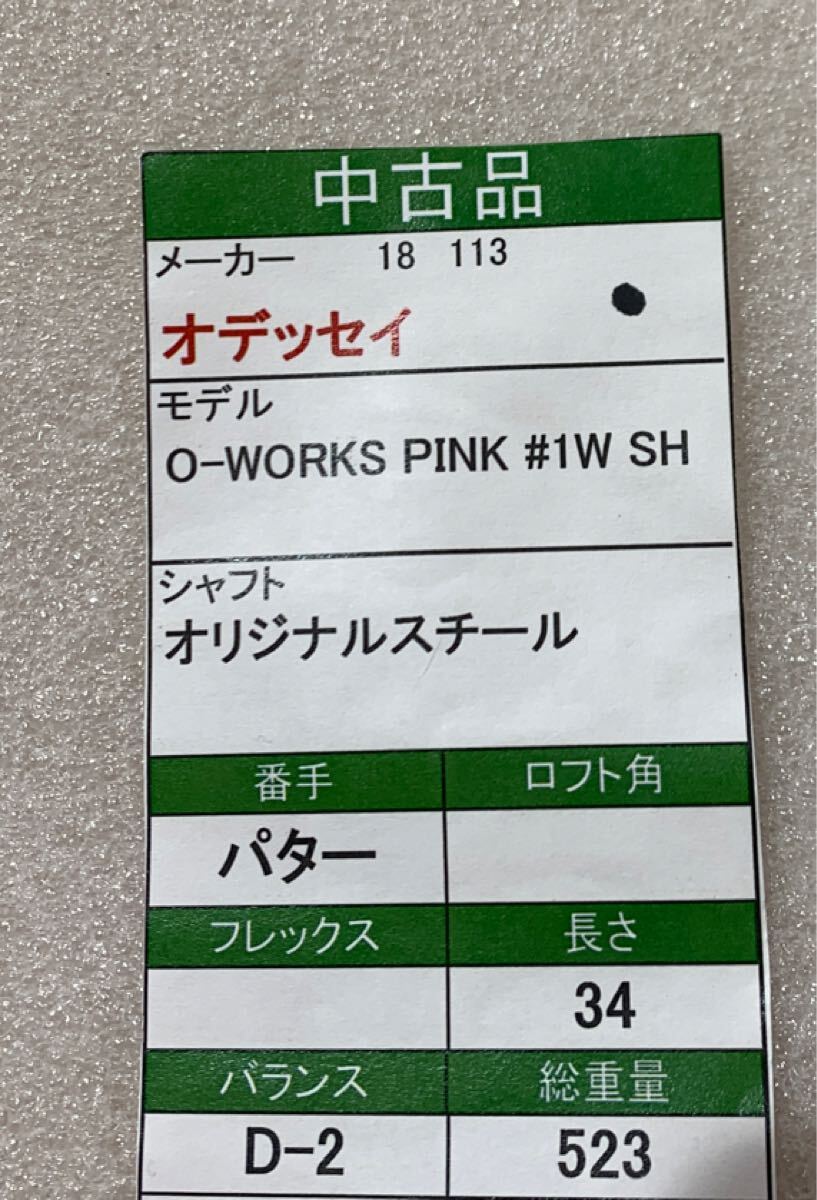 中古品
メーカー 18 113
オデッセイ
モデル
O-WORKS PINK #1W SH
シャフト
オリジナルスチール
番手 ロフト角
パター
フレックス 長さ
34
バランス 総重量
D-2 523